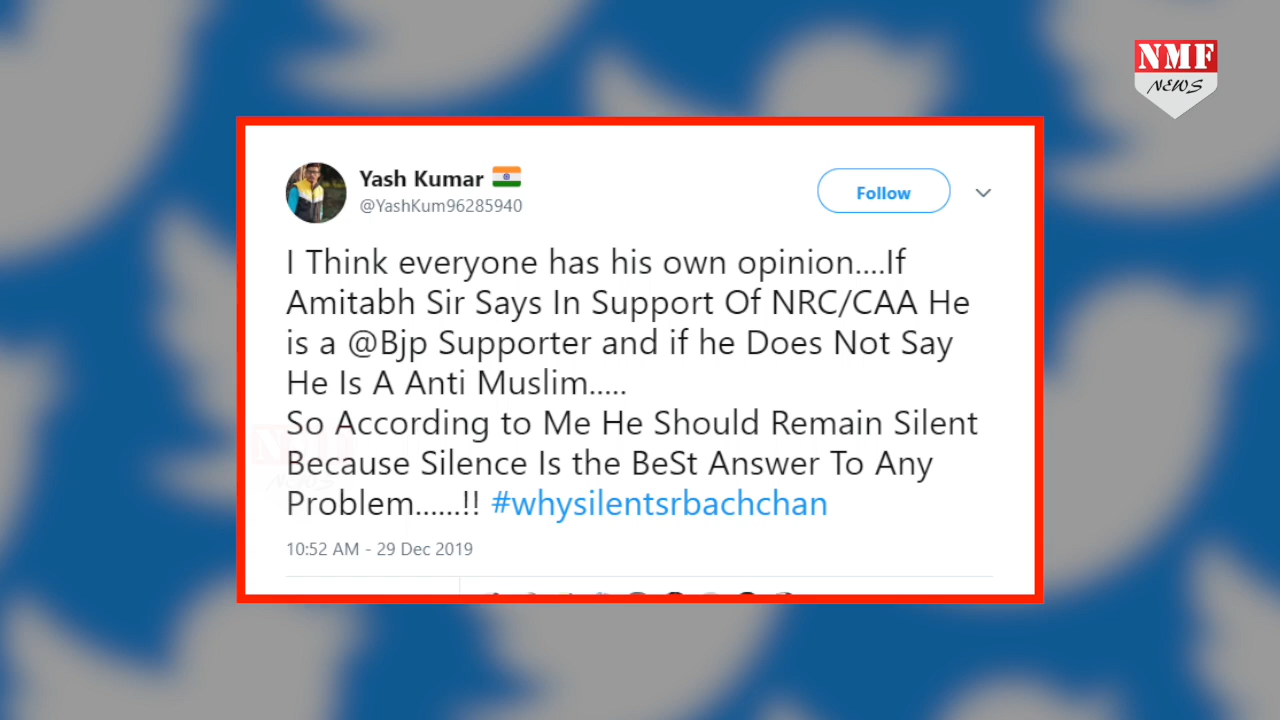 NMF
NEWS
Yash Kumar
@YashKum96285940
Follow
I Think everyone has his own opinion....If
Amitabh Sir Says In Support Of NRC/CAA He
is a @Bjp Supporter and if he Does Not Say
He Is A Anti Muslim.....
So According to Me He Should Remain Silent
Because Silence Is the BeSt Answer To Any
Problem......!! #whysilentsrbachchan
10:52 AM - 29 Dec 2019
NMF
NEWS